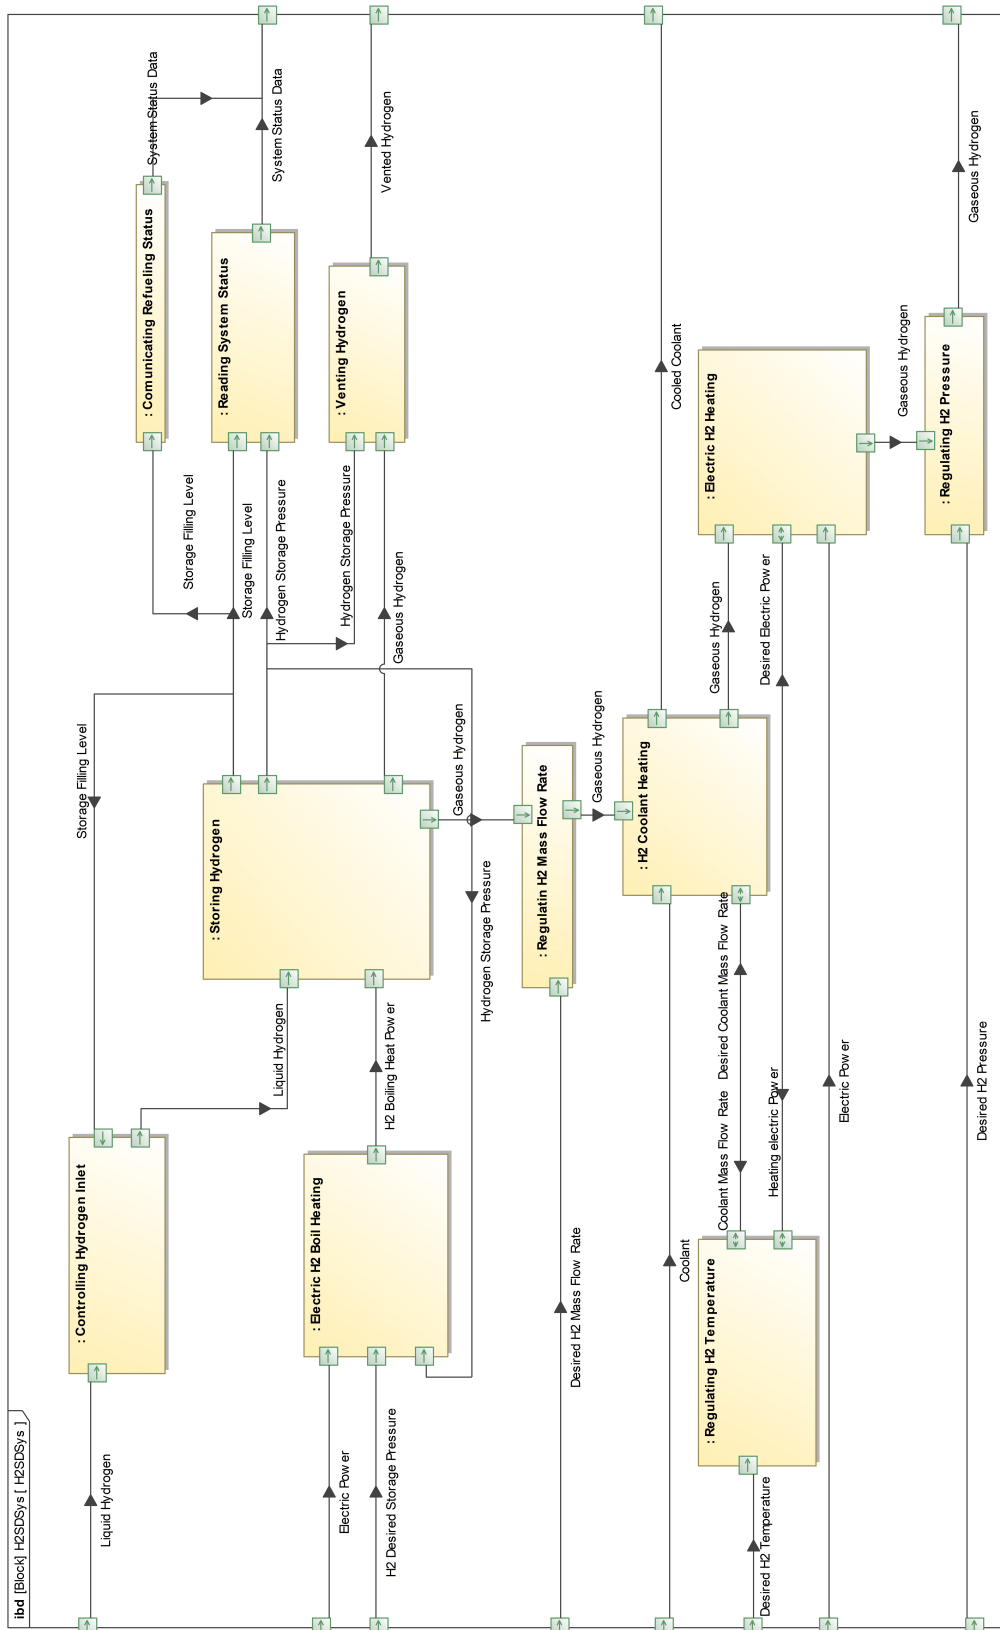 ibd [Block] H2SDSys [ H2SDSys ]
Liquid Hydrogen
: Controlling Hydrogen Inlet
Storage Filling Level
Liquid Hydrogen
Electric Power
H2 Desired Storage Pressure
: Electric H2 Boil Heating
H2 Boiling Heat Power
: Storing Hydrogen
Storage Filling Level
Storage Filling Level
Hydrogen Storage Pressure
Hydrogen Storage Pressure
Gaseous Hydrogen
: Comunicating Refueling Status
System Status Data
: Reading System Status
System Status Data
: Venting Hydrogen
Vented Hydrogen
Gaseous Hydrogen
Hydrogen Storage Pressure
Desired H2 Mass Flow Rate
: Regulatin H2 Mass Flow Rate
Gaseous Hydrogen
Coolant
: H2 Coolant Heating
Cooled Coolant
Desired H2 Temperature
: Regulating H2 Temperature
Coolant Mass Flow Rate
Desired Coolant Mass Flow Rate
Heating electric Power
Desired Electric Power
Gaseous Hydrogen
: Electric H2 Heating
Electric Power
Gaseous Hydrogen
: Regulating H2 Pressure
Gaseous Hydrogen
Desired H2 Pressure